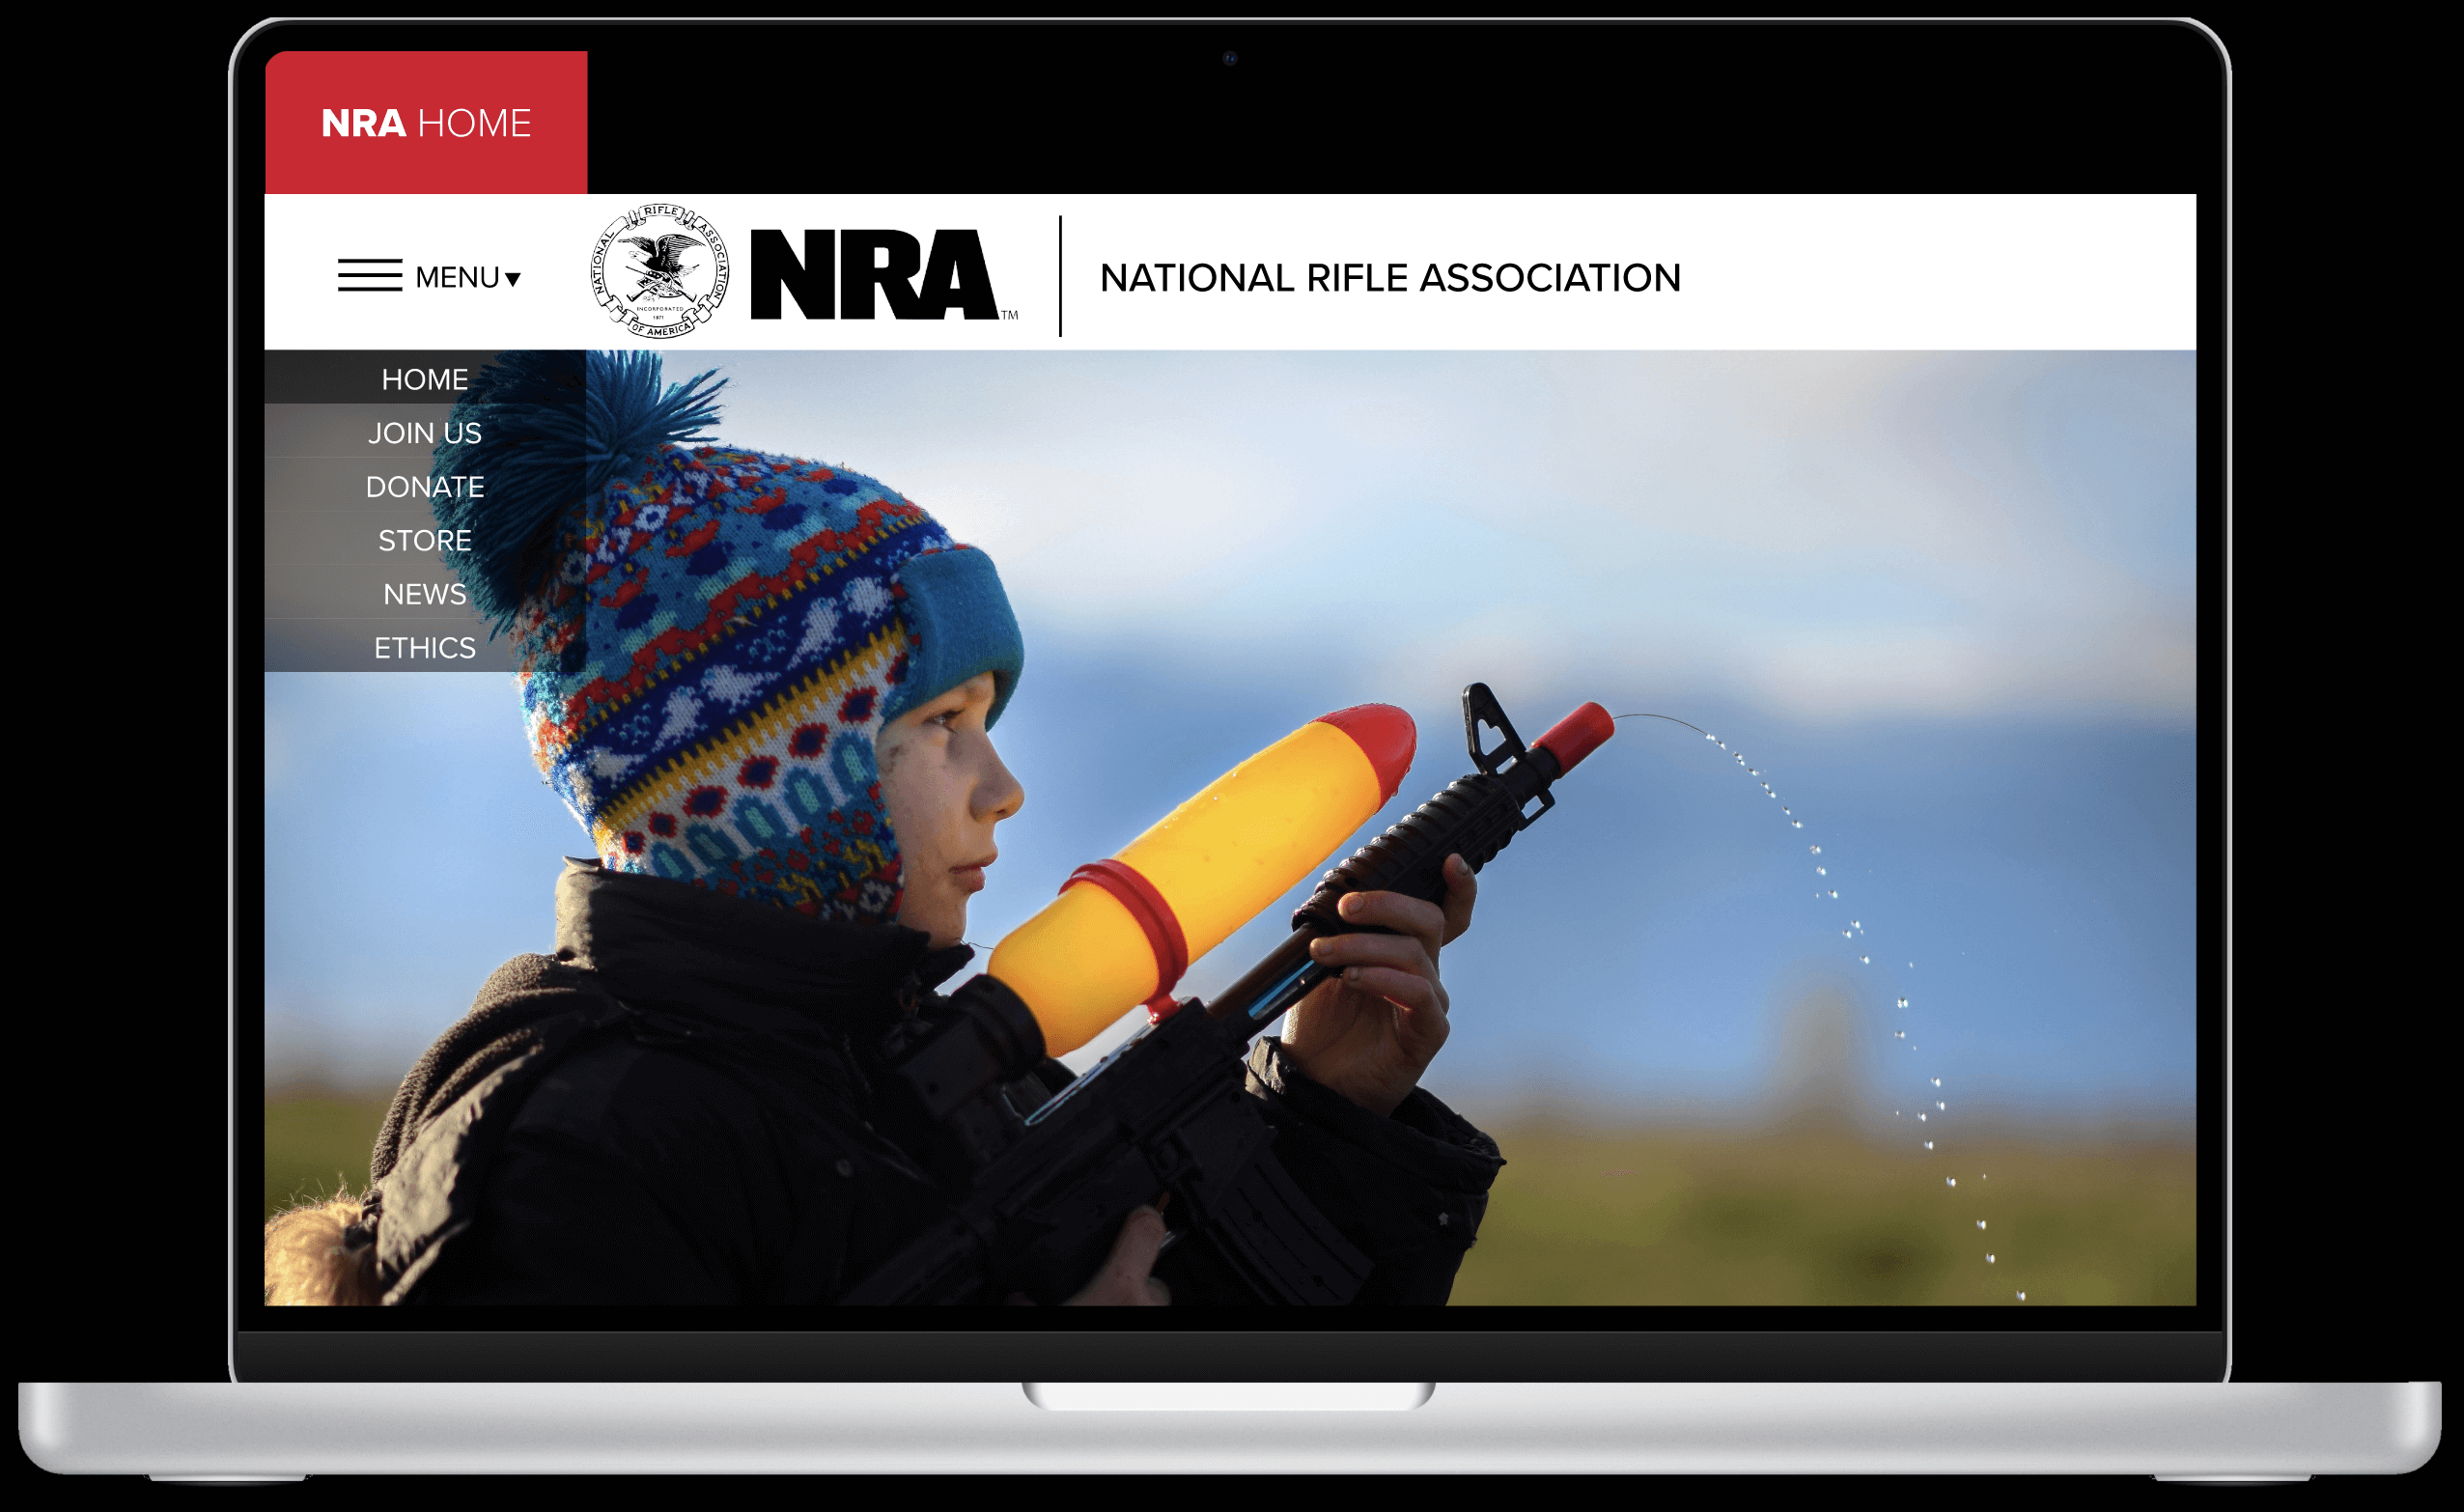 NRA HOME
MENU▼
NATIONAL RIFLE ASSOCIATION OF AMERICA
INCORPORATED
1871
NRA™
NATIONAL RIFLE ASSOCIATION
HOME
JOIN US
DONATE
STORE
NEWS
ETHICS